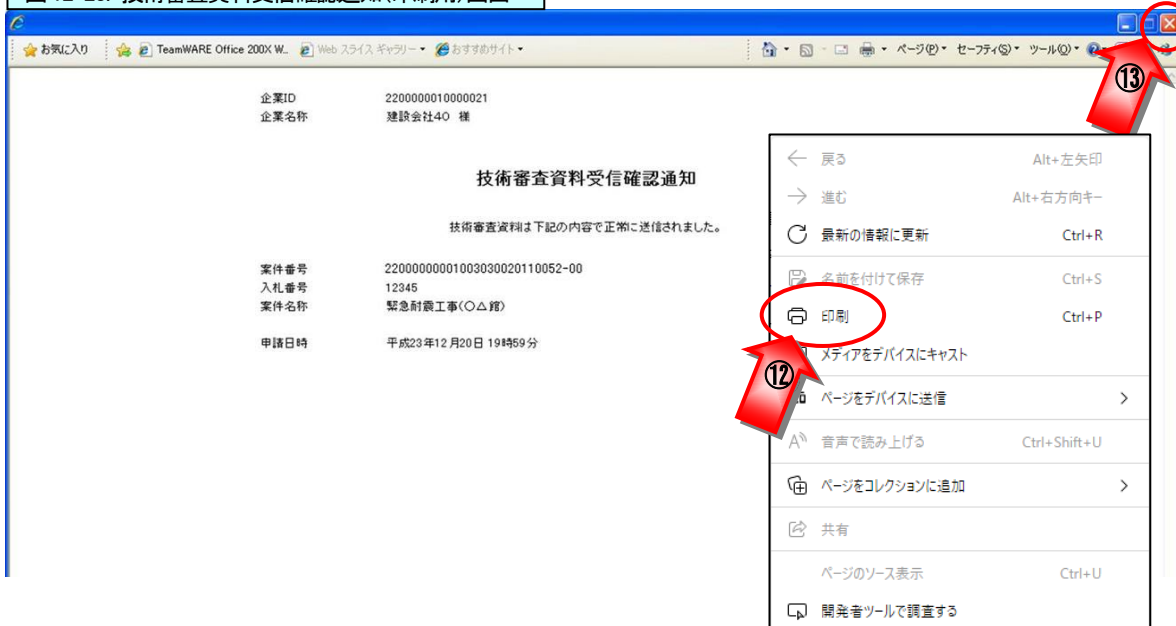 お気に入り TeamWARE Office 200X W... Web スライス ギャラリー おすすめサイト ページ(P) セーフティ(S) ツール(O)
⑬
企業ID 2200000010000021
企業名称 建設会社40 様
技術審査資料受信確認通知
技術審査資料は下記の内容で正常に送信されました。
案件番号 22000000001003030020110052-00
入札番号 12345
案件名称 緊急耐震工事(〇△館)
申請日時 平成23年12月20日 19時59分
戻る Alt+左矢印
進む Alt+右方向キー
最新の情報に更新 Ctrl+R
名前を付けて保存 Ctrl+S
印刷 Ctrl+P
メディアをデバイスにキャスト
⑫
ページをデバイスに送信
音声で読み上げる Ctrl+Shift+U
ページをコレクションに追加
共有
ページのソース表示 Ctrl+U
開発者ツールで調査する